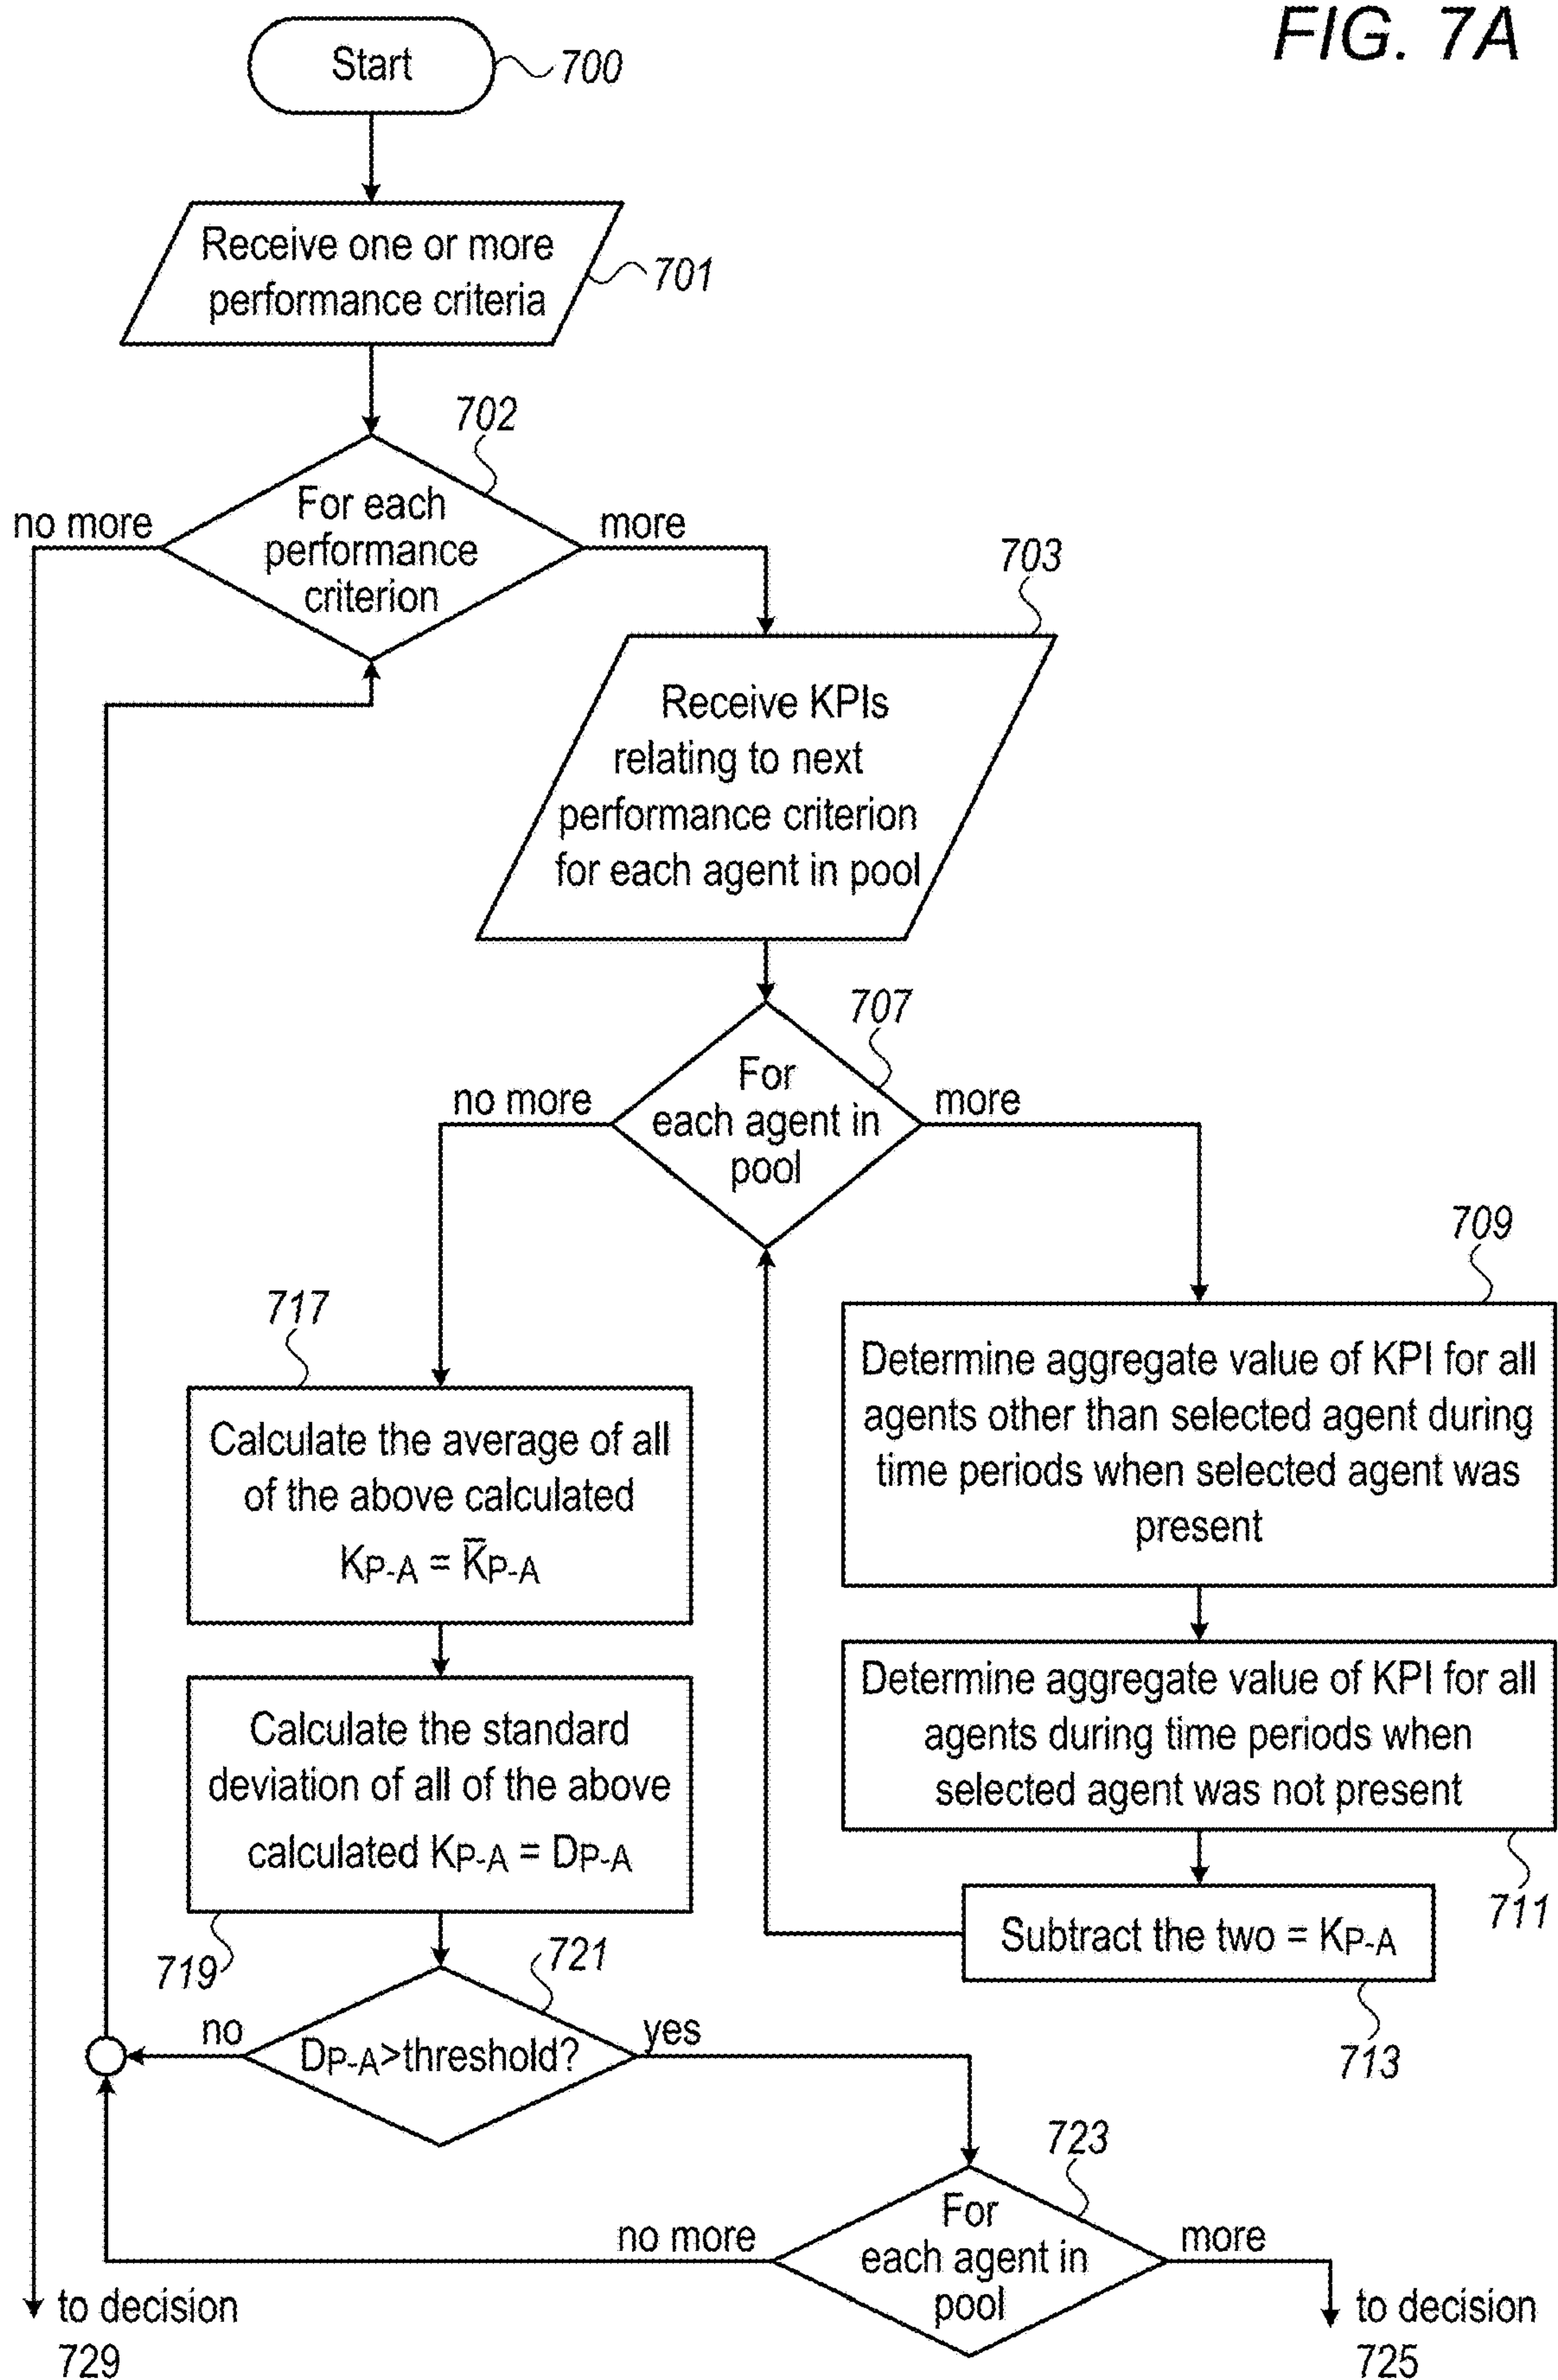 FIG. 7A
Start
700
Receive one or more
performance criteria
701
702
For each
performance
criterion
no more
more
703
Receive KPIs
relating to next
performance criterion
for each agent in pool
707
For
each agent in
pool
no more
more
709
Determine aggregate value of KPI for all
agents other than selected agent during
time periods when selected agent was
present
Determine aggregate value of KPI for all
agents during time periods when
selected agent was not present
711
Subtract the two = KP-A
713
717
Calculate the average of all
of the above calculated
KP-A = K̅P-A
Calculate the standard
deviation of all of the above
calculated KP-A = DP-A
719
721
DP-A>threshold?
no
yes
723
For
each agent in
pool
no more
more
to decision
729
to decision
725